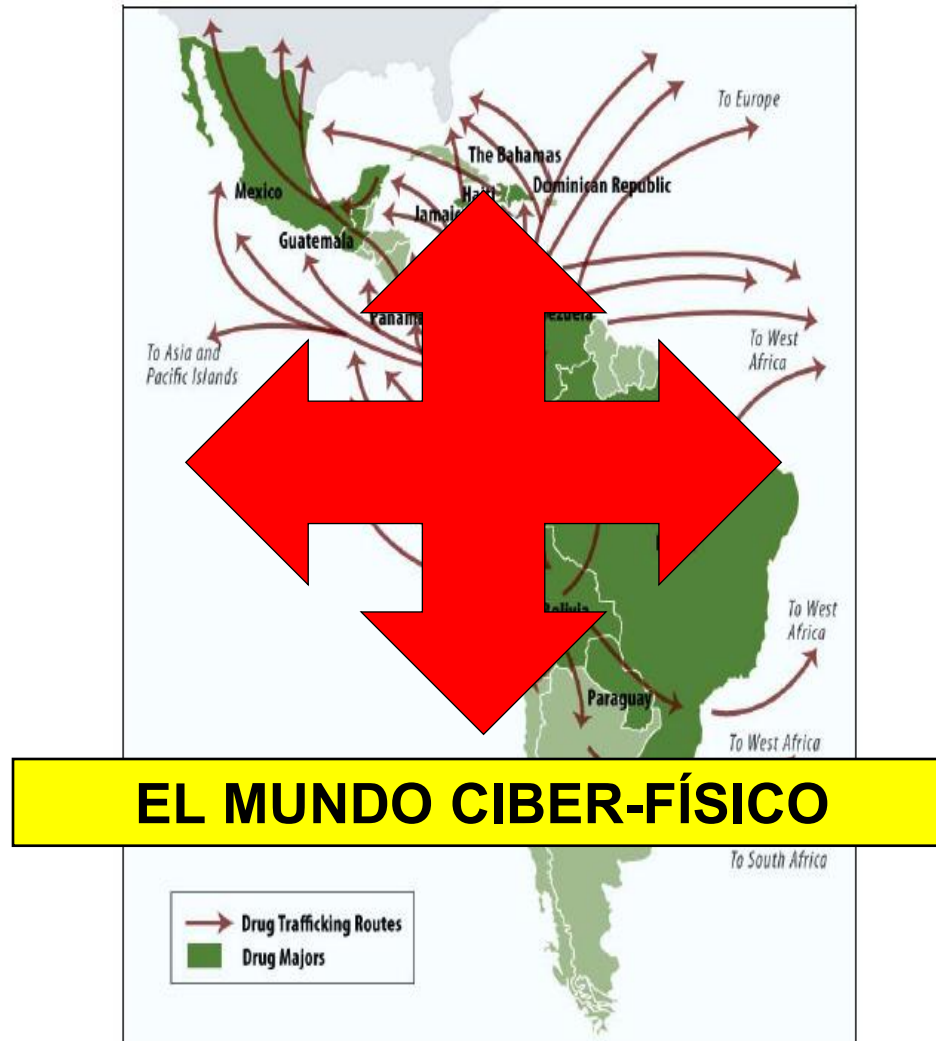 To Europe
The Bahamas
Dominican Republic
Mexico
Guatemala
To West
Africa
To Asia and
Pacific Islands
To West
Africa
Paraguay
To West Africa
EL MUNDO CIBER-FÍSICO
To South Africa
Drug Trafficking Routes
Drug Majors